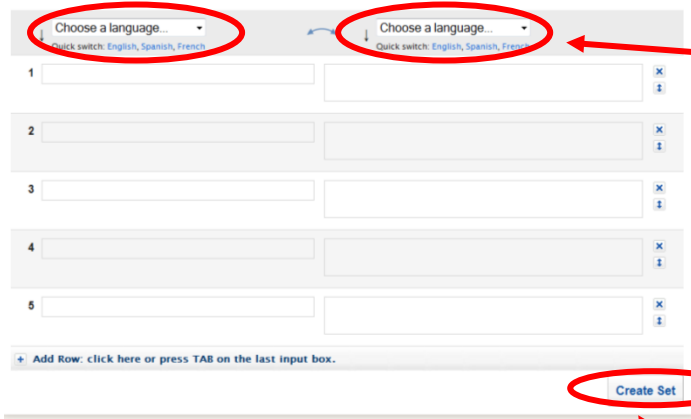 Choose a language... Choose a language...
Quick switch: English, Spanish, French Quick switch: English, Spanish, French
1
2
3
4
5
+ Add Row: click here or press TAB on the last input box.
Create Set